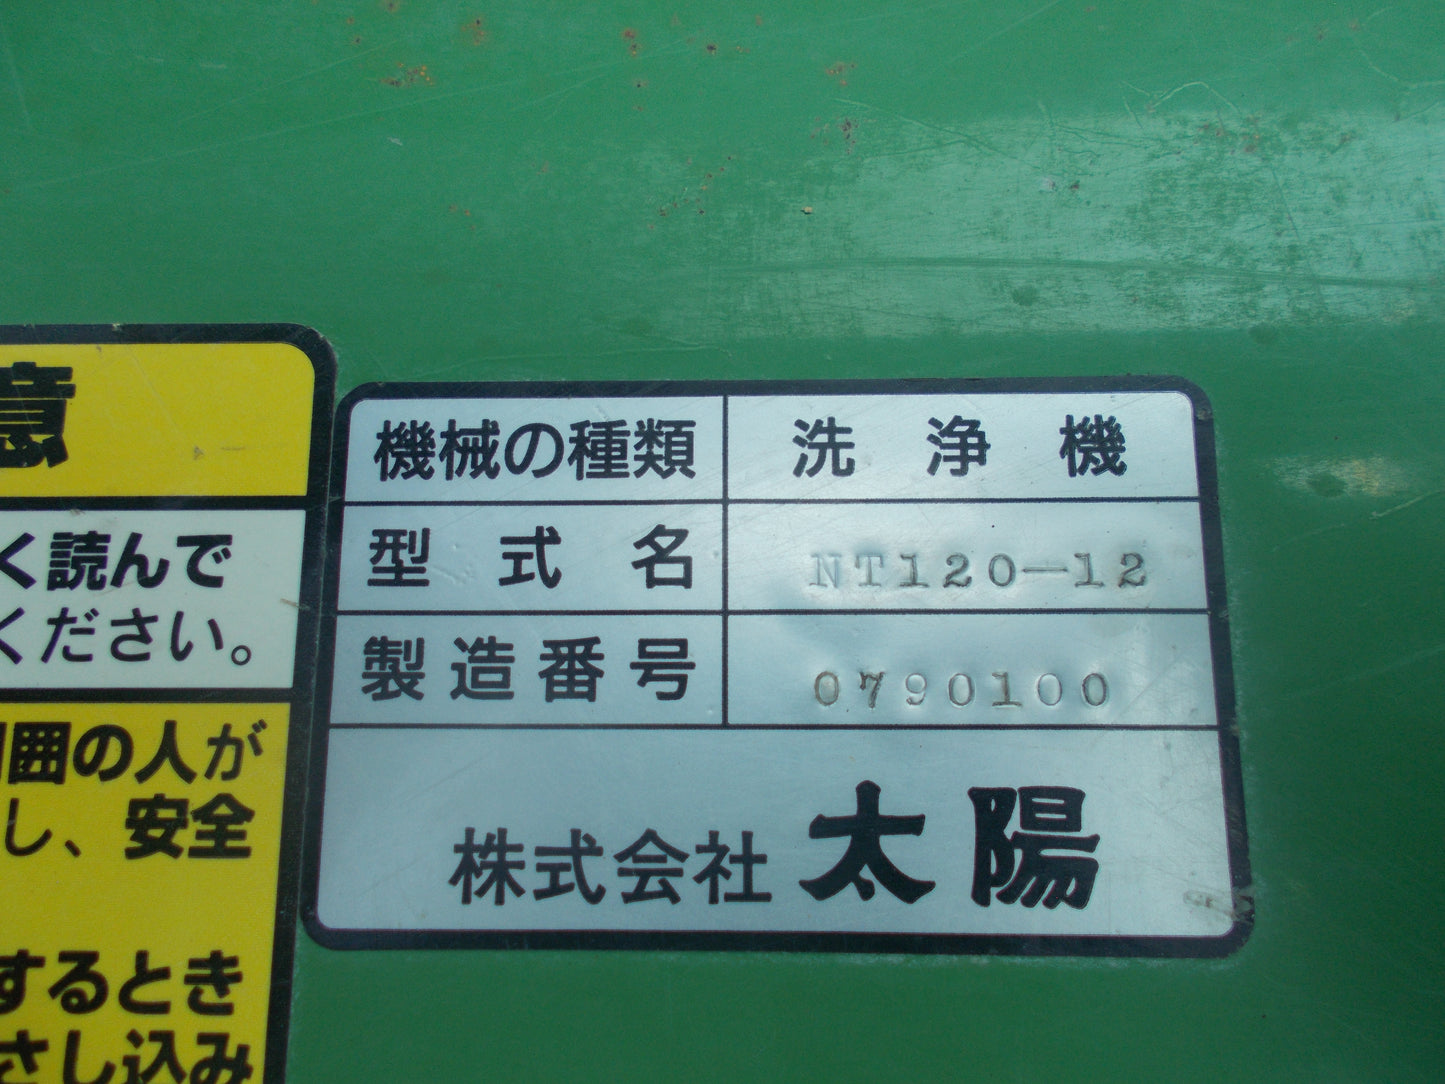 意
く読んで
ください。
囲の人が
し、安全
するとき
さし込み
機械の種類 洗浄機
型式名 NT120-12
製造番号 0790100
株式会社 太陽